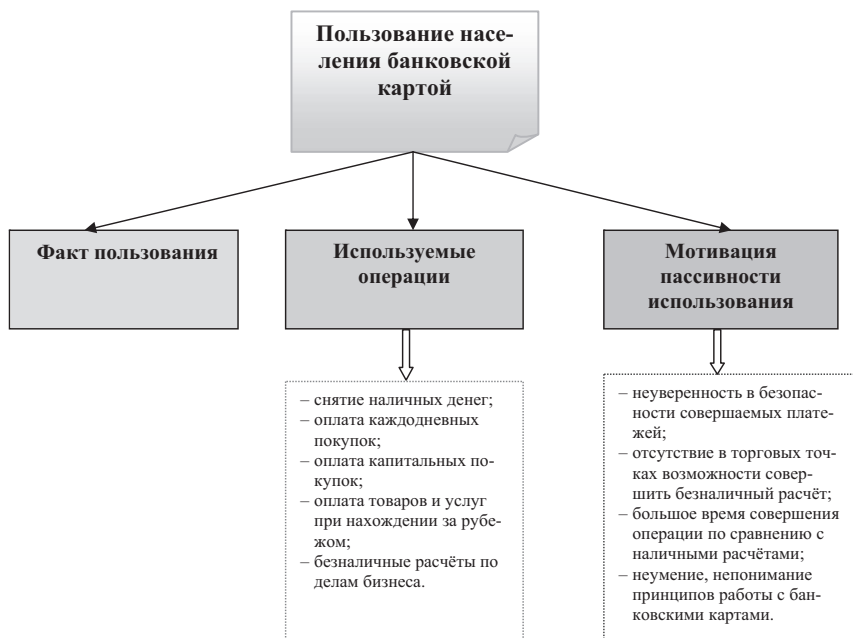 Пользование насе-
ления банковской
картой
Факт пользования
Используемые
операции
Мотивация
пассивности
использования
– снятие наличных денег;
– оплата каждодневных
покупок;
– оплата капитальных по-
купок;
– оплата товаров и услуг
при нахождении за рубе-
жом;
– безналичные расчёты по
делам бизнеса.
– неуверенность в безопас-
ности совершаемых плате-
жей;
– отсутствие в торговых точ-
ках возможности совер-
шить безналичный расчёт;
– большое время совершения
операции по сравнению с
наличными расчётами;
– неумение, непонимание
принципов работы с бан-
ковскими картами.